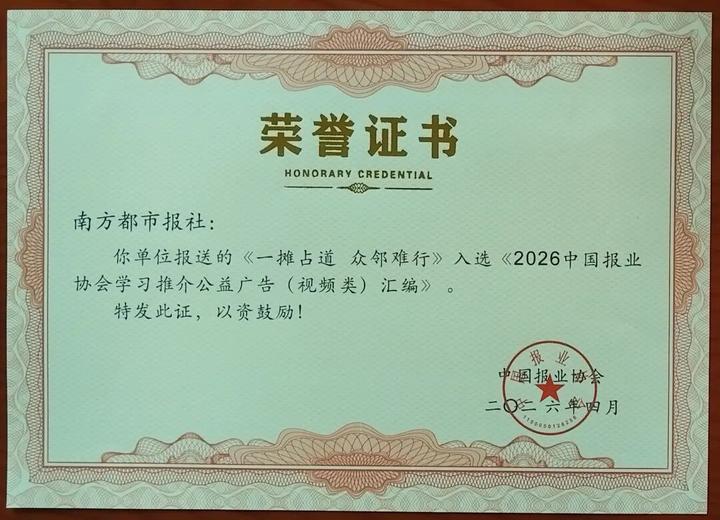 荣誉证书
HONORARY CREDENTIAL
南方都市报社：
你单位报送的《一摊占道 众邻难行》入选《2026中国报业
协会学习推介公益广告（视频类）汇编》。
特发此证，以资鼓励！
中国报业协会
二〇二六年四月